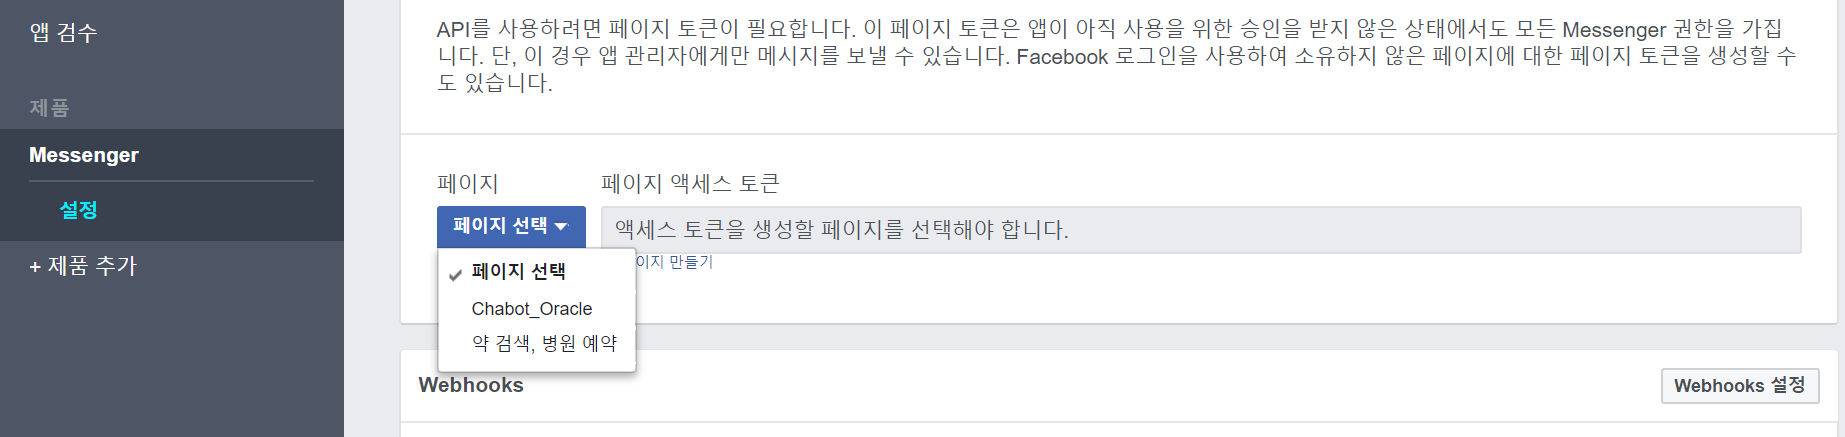 앱 검수
제품
Messenger
설정
+ 제품 추가
API를 사용하려면 페이지 토큰이 필요합니다. 이 페이지 토큰은 앱이 아직 사용을 위한 승인을 받지 않은 상태에서도 모든 Messenger 권한을 가집
니다. 단, 이 경우 앱 관리자에게만 메시지를 보낼 수 있습니다. Facebook 로그인을 사용하여 소유하지 않은 페이지에 대한 페이지 토큰을 생성할 수
도 있습니다.
페이지
페이지 액세스 토큰
페이지 선택
액세스 토큰을 생성할 페이지를 선택해야 합니다.
이지 만들기
페이지 선택
Chabot_Oracle
약 검색, 병원 예약
Webhooks
Webhooks 설정